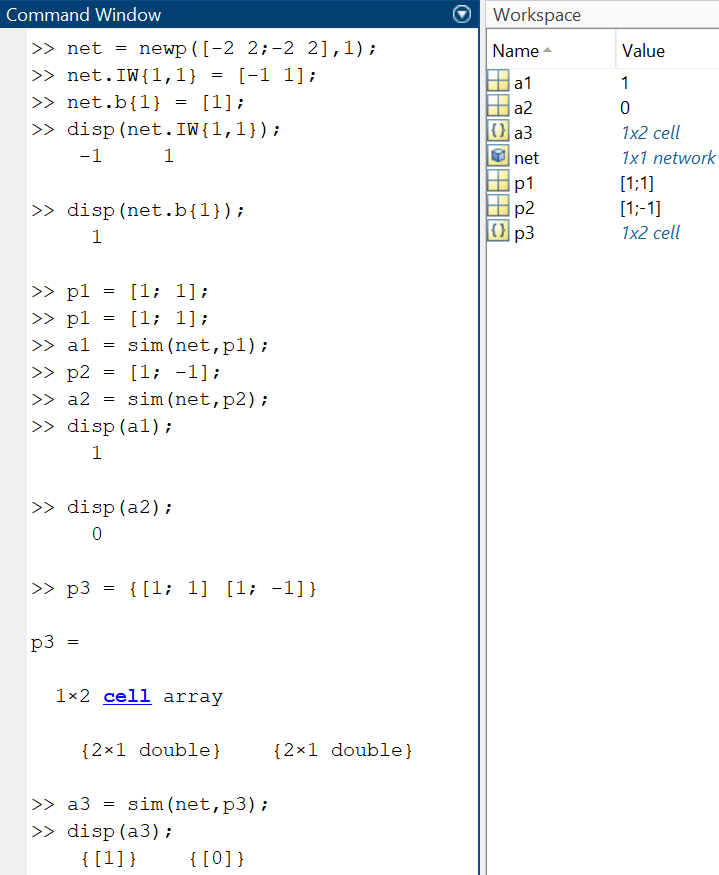 Command Window
>> net = newp([-2 2;-2 2],1);
>> net.IW{1,1} = [-1 1];
>> net.b{1} = [1];
>> disp(net.IW{1,1});
-1 1
>> disp(net.b{1});
1
>> p1 = [1; 1];
>> p1 = [1; 1];
>> a1 = sim(net,p1);
>> p2 = [1; -1];
>> a2 = sim(net,p2);
>> disp(a1);
1
>> disp(a2);
0
>> p3 = {[1; 1] [1; -1]}
p3 =
1×2 cell array
{2×1 double} {2×1 double}
>> a3 = sim(net,p3);
>> disp(a3);
{[1]} {[0]}
Workspace
Name Value
a1 1
a2 0
a3 1x2 cell
net 1x1 network
p1 [1;1]
p2 [1;-1]
p3 1x2 cell